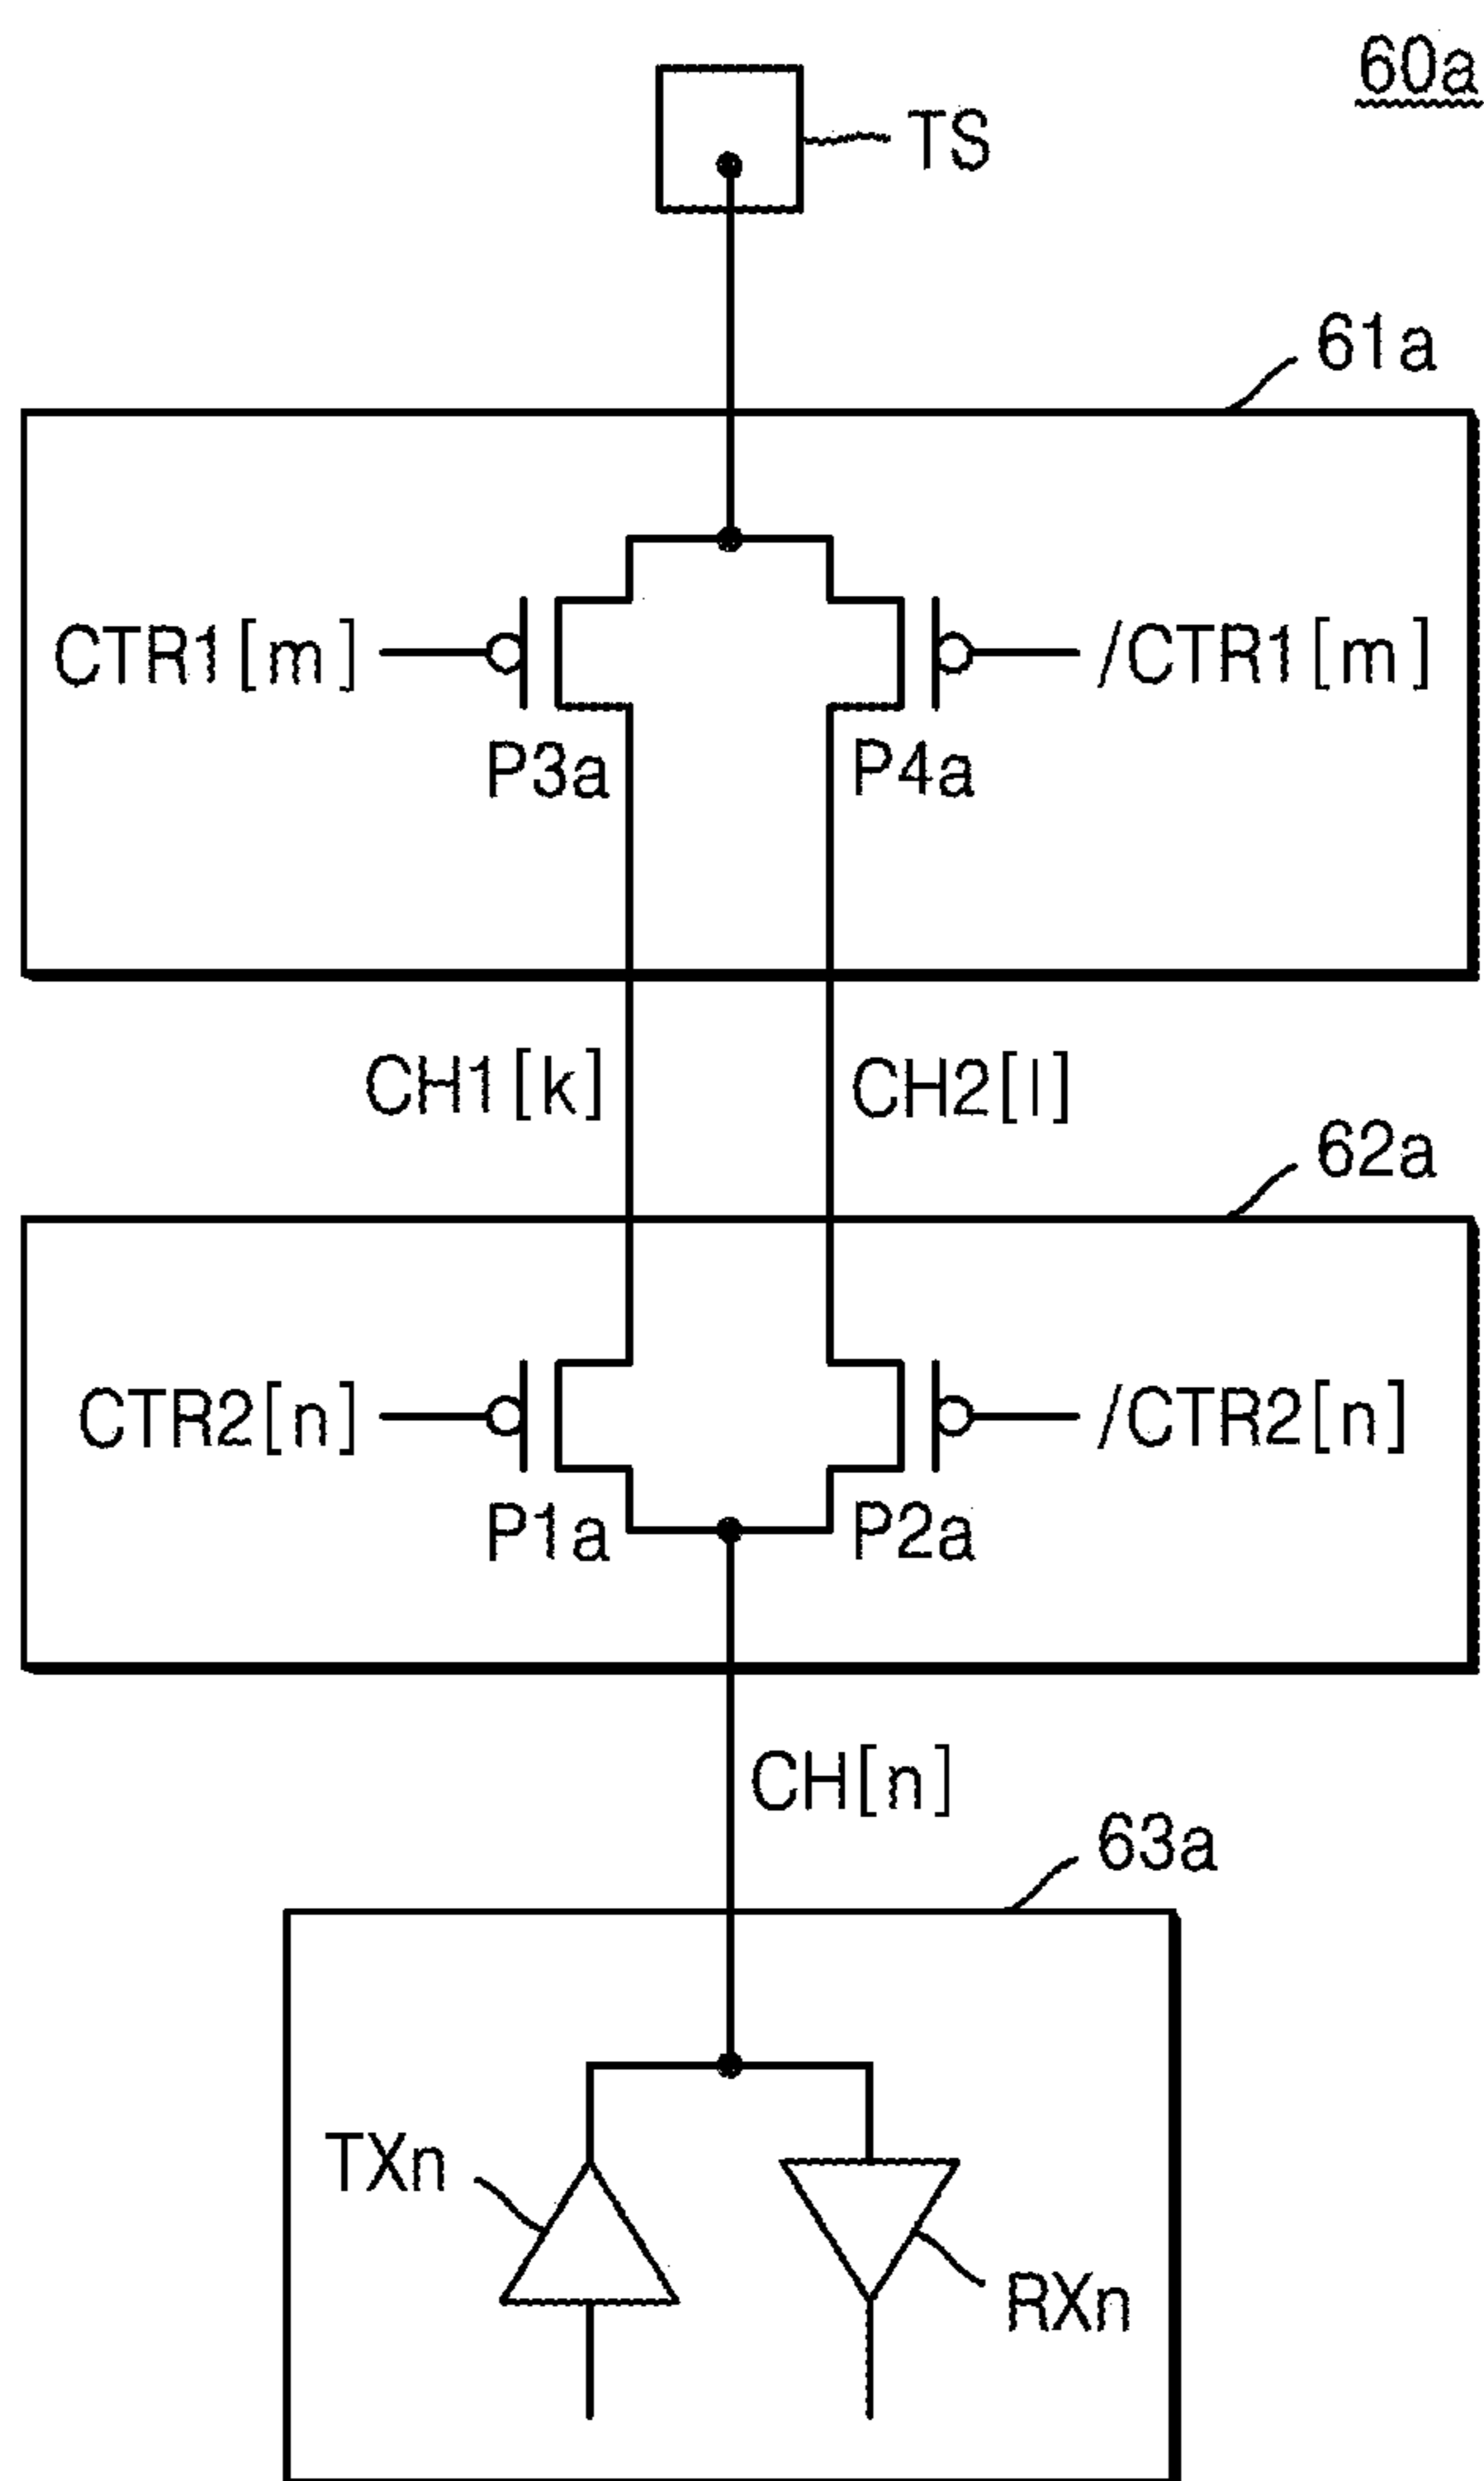 60a
TS
61a
CTR1[m]
/CTR1[m]
P3a
P4a
CH1[k]
CH2[l]
62a
CTR2[n]
/CTR2[n]
P1a
P2a
CH[n]
63a
TXn
RXn